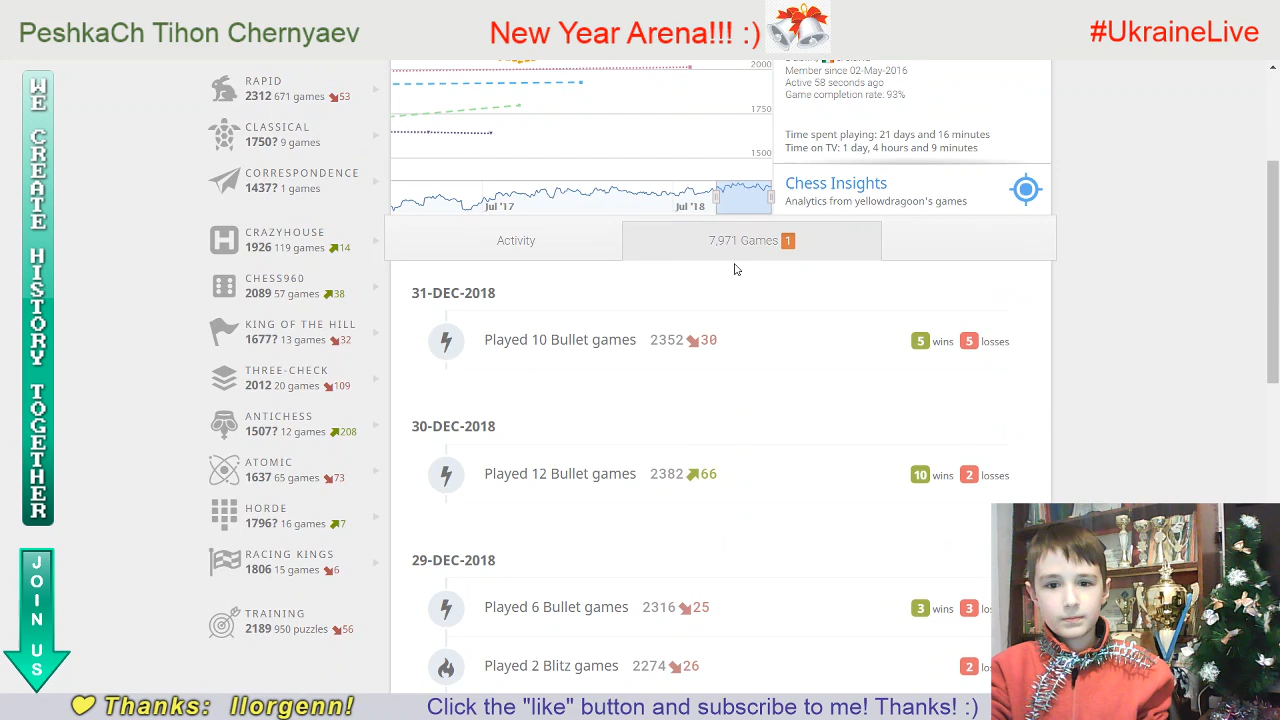 PeshkaCh Tihon Chernyaev
New Year Arena!!! :)
#UkraineLive
WE CREATE HISTORY TOGETHER
JOIN US
RAPID
2312 671 games 53
CLASSICAL
1750? 9 games
CORRESPONDENCE
1437? 1 games
CRAZYHOUSE
1926 119 games 14
CHESS960
2089 57 games 38
KING OF THE HILL
1677? 13 games 32
THREE-CHECK
2012 20 games 109
ANTICHESS
1507? 12 games 208
ATOMIC
1637 65 games 73
HORDE
1796? 16 games 7
RACING KINGS
1806 15 games 6
TRAINING
2189 950 puzzles 56
2000
1750
1500
Jul '17
Jul '18
Member since 02-May-2016
Active 58 seconds ago
Game completion rate: 93%
Time spent playing: 21 days and 16 minutes
Time on TV: 1 day, 4 hours and 9 minutes
Chess Insights
Analytics from yellowdragoon's games
Activity
7,971 Games 1
31-DEC-2018
Played 10 Bullet games 2352 30 5 wins 5 losses
30-DEC-2018
Played 12 Bullet games 2382 66 10 wins 2 losses
29-DEC-2018
Played 6 Bullet games 2316 25 3 wins 3 lo
Played 2 Blitz games 2274 26 2 los
Thanks: llorgenn!
Click the "like" button and subscribe to me! Thanks! :)